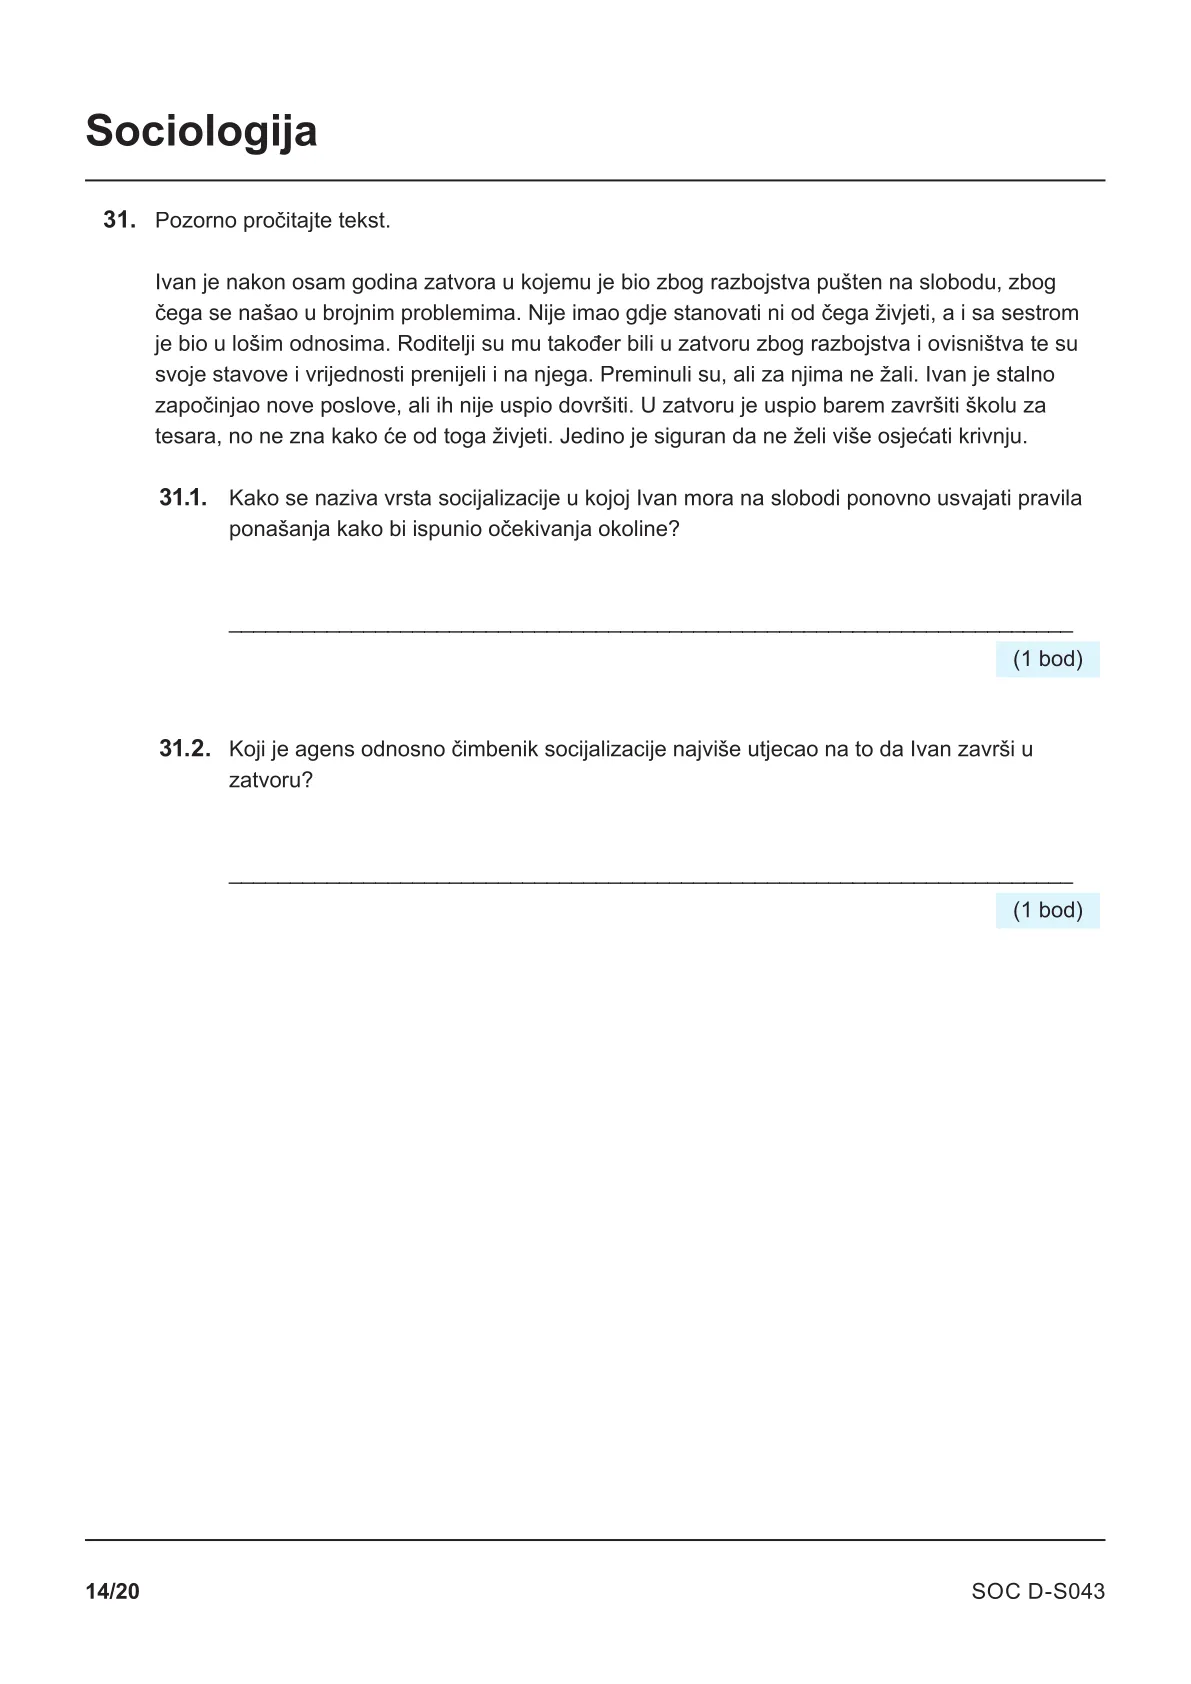 Sociologija
31. Pozorno pročitajte tekst.
Ivan je nakon osam godina zatvora u kojemu je bio zbog razbojstva pušten na slobodu, zbog
čega se našao u brojnim problemima. Nije imao gdje stanovati ni od čega živjeti, a i sa sestrom
je bio u lošim odnosima. Roditelji su mu također bili u zatvoru zbog razbojstva i ovisništva te su
svoje stavove i vrijednosti prenijeli i na njega. Preminuli su, ali za njima ne žali. Ivan je stalno
započinjao nove poslove, ali ih nije uspio dovršiti. U zatvoru je uspio barem završiti školu za
tesara, no ne zna kako će od toga živjeti. Jedino je siguran da ne želi više osjećati krivnju.
31.1. Kako se naziva vrsta socijalizacije u kojoj Ivan mora na slobodi ponovno usvajati pravila
ponašanja kako bi ispunio očekivanja okoline?
(1 bod)
31.2. Koji je agens odnosno čimbenik socijalizacije najviše utjecao na to da Ivan završi u
zatvoru?
(1 bod)
14/20
SOC D-S043